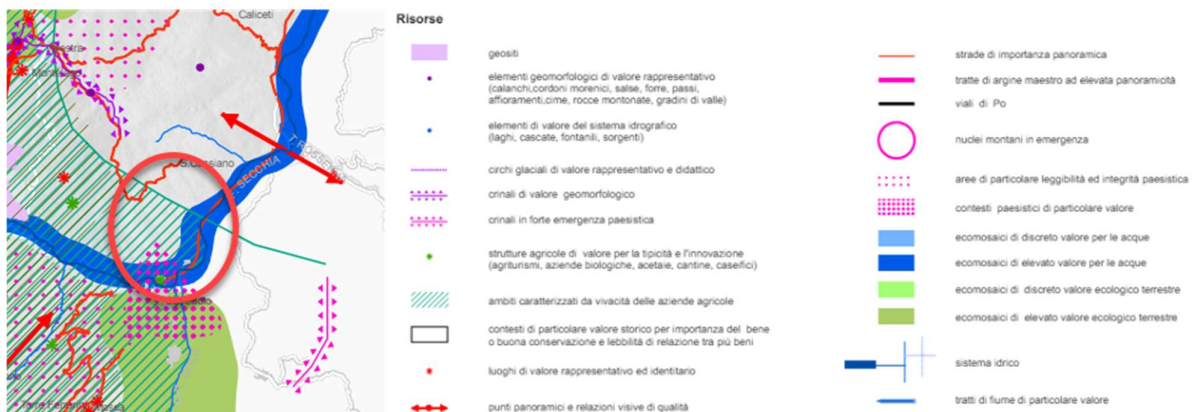 Caliceti
S.Cassiano
SECCHIA
Risorse
geositi
elementi geomorfologici di valore rappresentativo
(calanchi,cordoni morenici, salse, forre, passi,
affioramenti,cime, rocce montonate, gradini di valle)
elementi di valore del sistema idrografico
(laghi, cascate, fontanili, sorgenti)
circhi glaciali di valore rappresentativo e didattico
crinali di valore geomorfologico
crinali in forte emergenza paesistica
strutture agricole di valore per la tipicità e l'innovazione
(agriturismi, aziende biologiche, acetaie, cantine, caseifici)
ambiti caratterizzati da vivacità delle aziende agricole
contesti di particolare valore storico per importanza del bene
o buona conservazione e lebbilità di relazione tra più beni
luoghi di valore rappresentativo ed identitario
punti panoramici e relazioni visive di qualità
strade di importanza panoramica
tratte di argine maestro ad elevata panoramicità
viali di Po
nuclei montani in emergenza
aree di particolare leggibilità ed integrità paesistica
contesti paesistici di particolare valore
ecomosaici di discreto valore per le acque
ecomosaici di elevato valore per le acque
ecomosaici di discreto valore ecologico terrestre
ecomosaici di elevato valore ecologico terrestre
sistema idrico
tratti di fiume di particolare valore